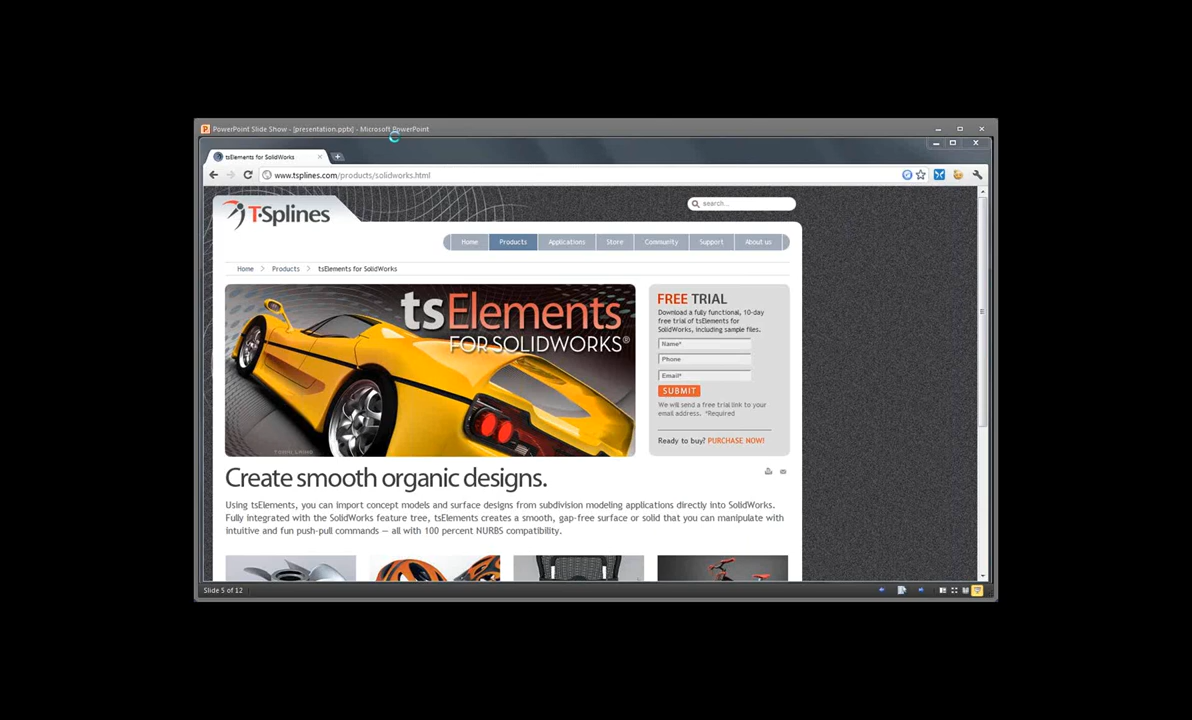 PowerPoint Slide Show - [presentation.pptx] - Microsoft PowerPoint
tsElements for SolidWorks
www.tsplines.com/products/solidworks.html
T-Splines
search...
Home Products Applications Store Community Support About us
Home > Products > tsElements for SolidWorks
tsElements
FOR SOLIDWORKS®
FREE TRIAL
Download a fully functional, 10-day
free trial of tsElements for
SolidWorks, including sample files.
Name*
Phone
Email*
SUBMIT
We will send a free trial link to your
email address. *Required
Ready to buy? PURCHASE NOW!
Create smooth organic designs.
Using tsElements, you can import concept models and surface designs from subdivision modeling applications directly into SolidWorks.
Fully integrated with the SolidWorks feature tree, tsElements creates a smooth, gap-free surface or solid that you can manipulate with
intuitive and fun push-pull commands — all with 100 percent NURBS compatibility.
Slide 5 of 12